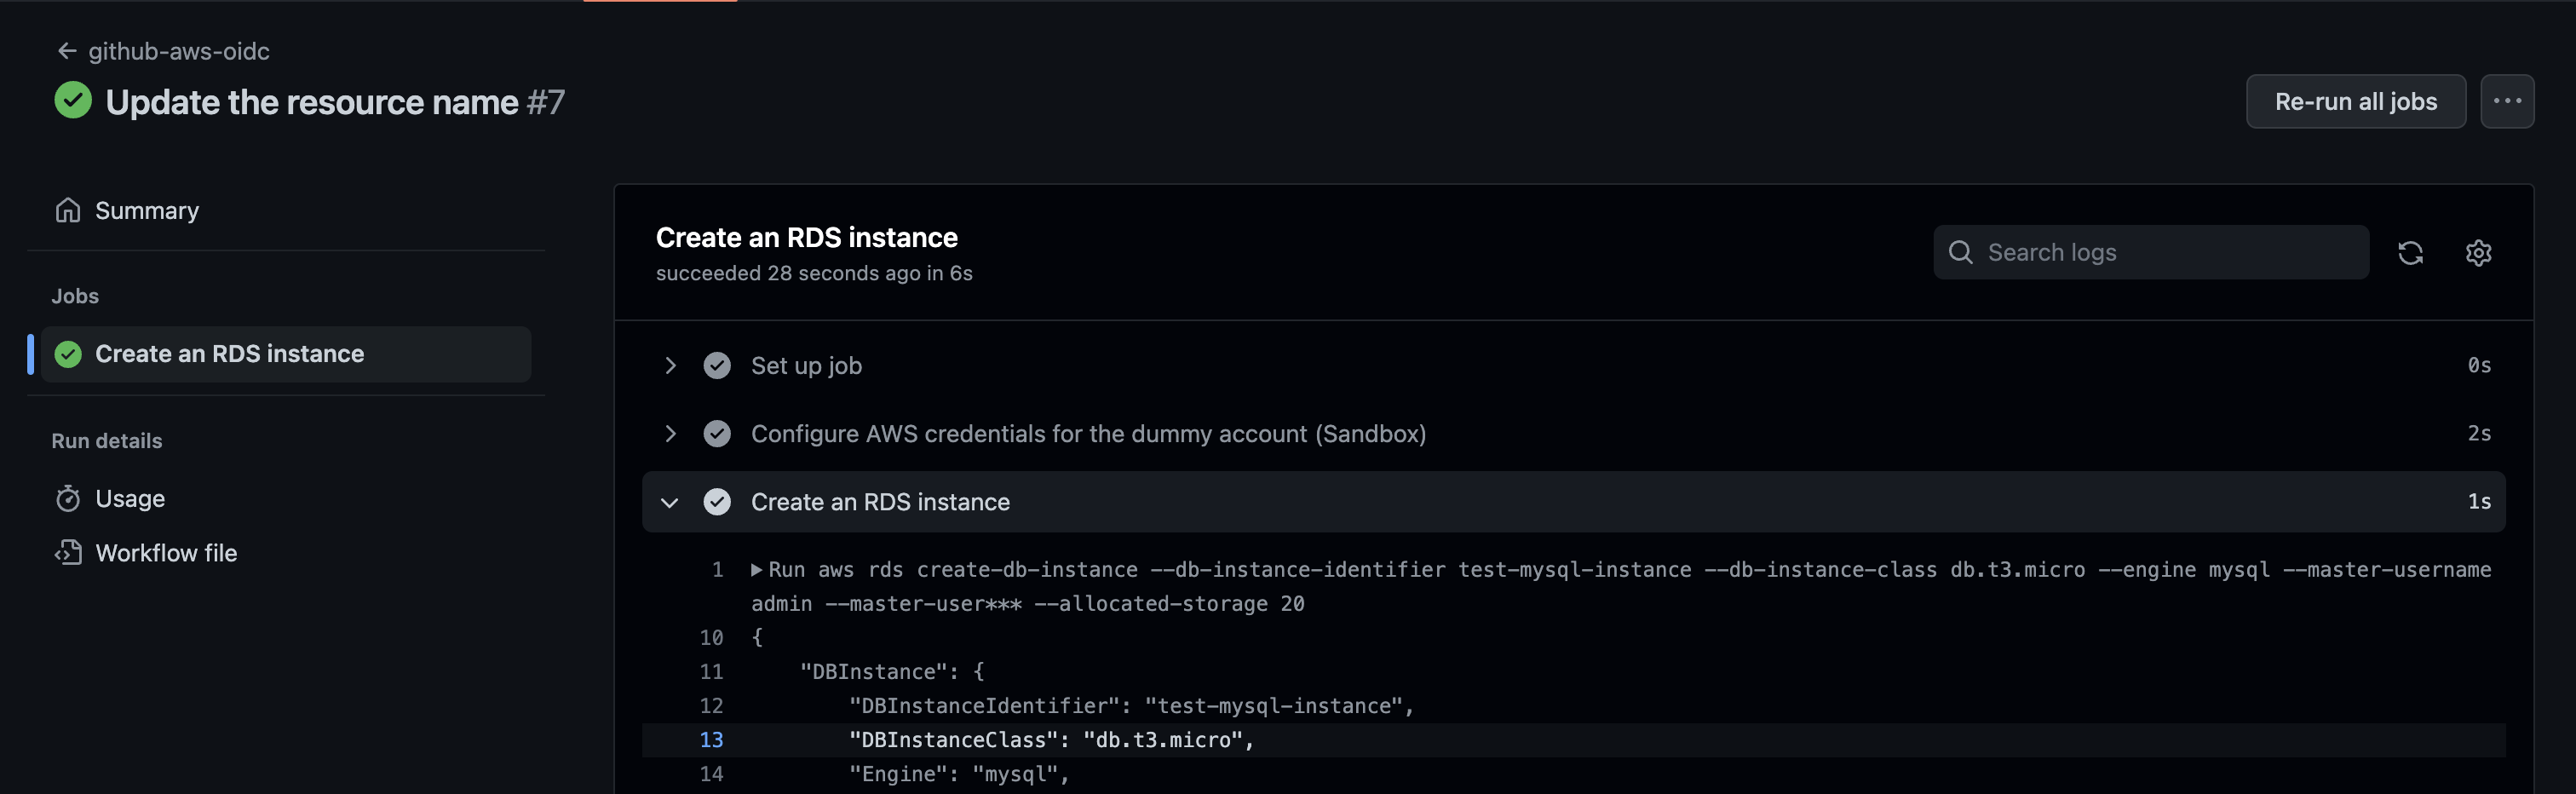 github-aws-oidc
Update the resource name #7
Re-run all jobs
Summary
Jobs
Create an RDS instance
Run details
Usage
Workflow file
Create an RDS instance
succeeded 28 seconds ago in 6s
Search logs
Set up job 0s
Configure AWS credentials for the dummy account (Sandbox) 2s
Create an RDS instance 1s
1 Run aws rds create-db-instance --db-instance-identifier test-mysql-instance --db-instance-class db.t3.micro --engine mysql --master-username
admin --master-user*** --allocated-storage 20
10 {
11 "DBInstance": {
12 "DBInstanceIdentifier": "test-mysql-instance",
13 "DBInstanceClass": "db.t3.micro",
14 "Engine": "mysql",